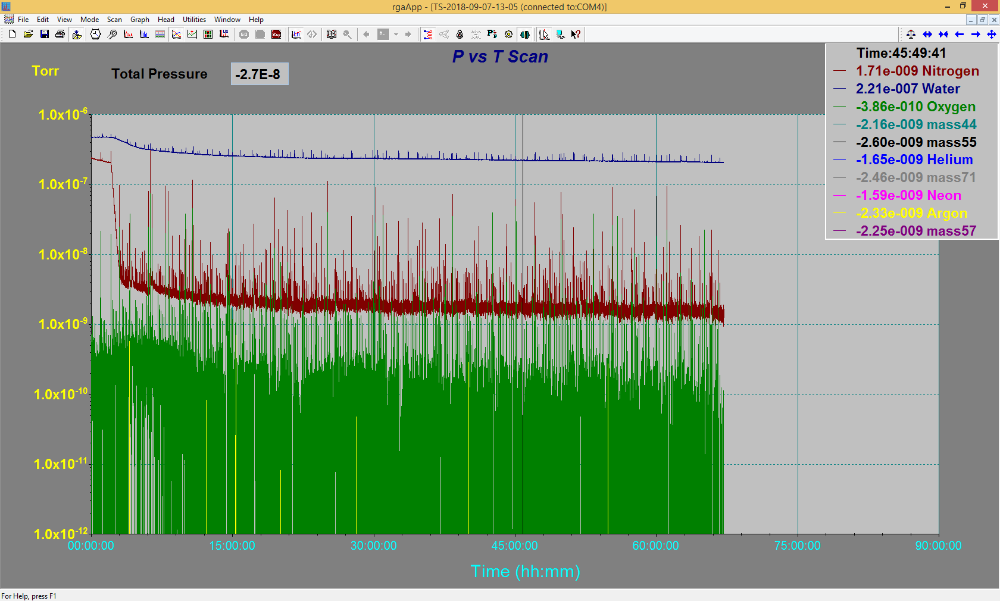 rgaApp - [TS-2018-09-07-13-05 (connected to:COM4)]
File Edit View Mode Scan Graph Head Utilities Window Help
GO Stop
P vs T Scan
Torr
Total Pressure -2.7E-8
Time:45:49:41
1.71e-009 Nitrogen
2.21e-007 Water
-3.86e-010 Oxygen
-2.16e-009 mass44
-2.60e-009 mass55
-1.65e-009 Helium
-2.46e-009 mass71
-1.59e-009 Neon
-2.33e-009 Argon
-2.25e-009 mass57
1.0x10-6
1.0x10-7
1.0x10-8
1.0x10-9
1.0x10-10
1.0x10-11
1.0x10-12
00:00:00 15:00:00 30:00:00 45:00:00 60:00:00 75:00:00 90:00:00
Time (hh:mm)
For Help, press F1